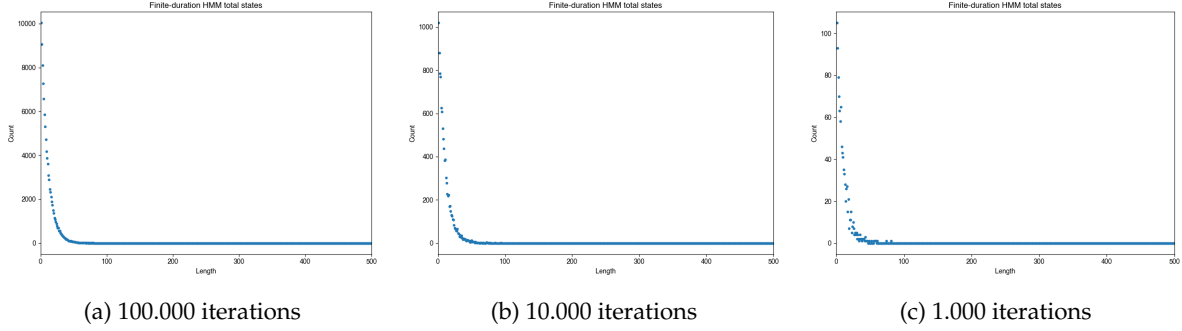 Finite-duration HMM total states
10000
8000
6000
4000
2000
0
Count
0 100 200 300 400 500
Length
(a) 100.000 iterations
Finite-duration HMM total states
1000
800
600
400
200
0
Count
0 100 200 300 400 500
Length
(b) 10.000 iterations
Finite-duration HMM total states
100
80
60
40
20
0
Count
0 100 200 300 400 500
Length
(c) 1.000 iterations